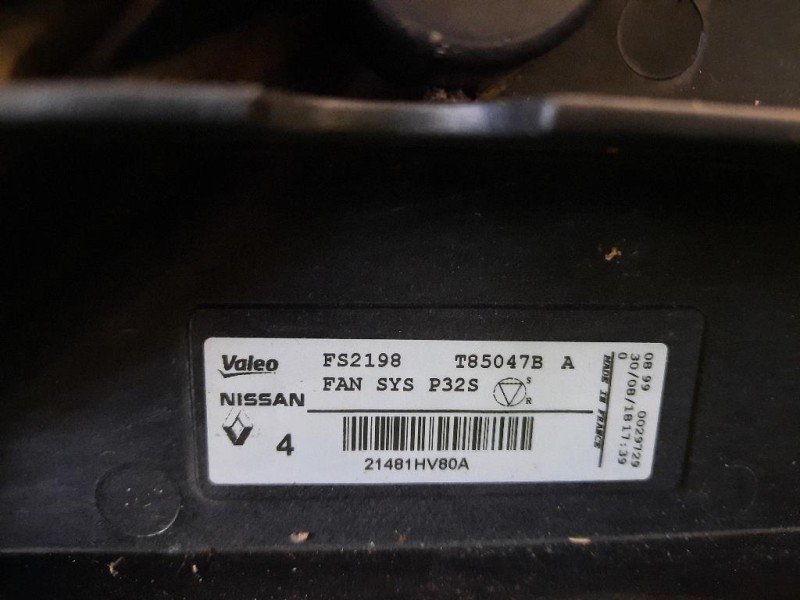 Valeo FS2198 T85047B A
FAN SYS P32S S R
NISSAN
4
21481HV80A
MADE IN FRANCE
08 99 0029729
30/08/18 17:39
0